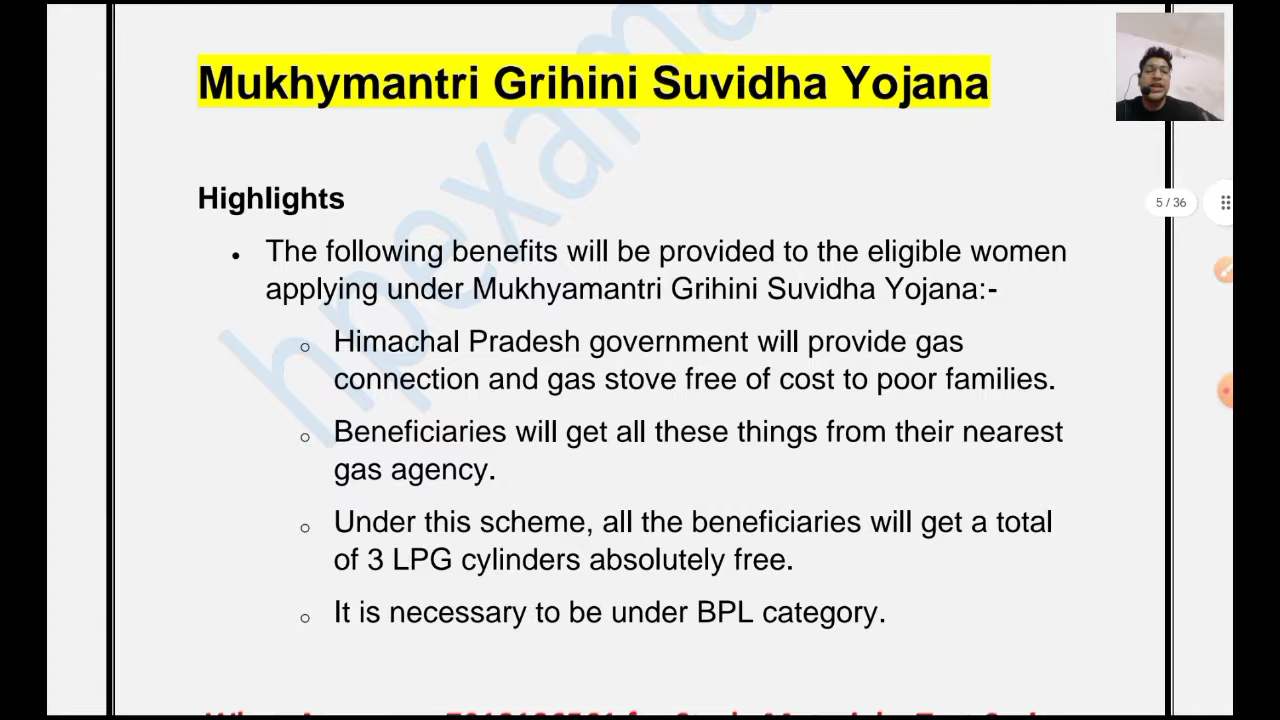 Mukhymantri Grihini Suvidha Yojana
Highlights
• The following benefits will be provided to the eligible women
applying under Mukhyamantri Grihini Suvidha Yojana:-
o Himachal Pradesh government will provide gas
connection and gas stove free of cost to poor families.
o Beneficiaries will get all these things from their nearest
gas agency.
o Under this scheme, all the beneficiaries will get a total
of 3 LPG cylinders absolutely free.
o It is necessary to be under BPL category.
5 / 36
hpexama